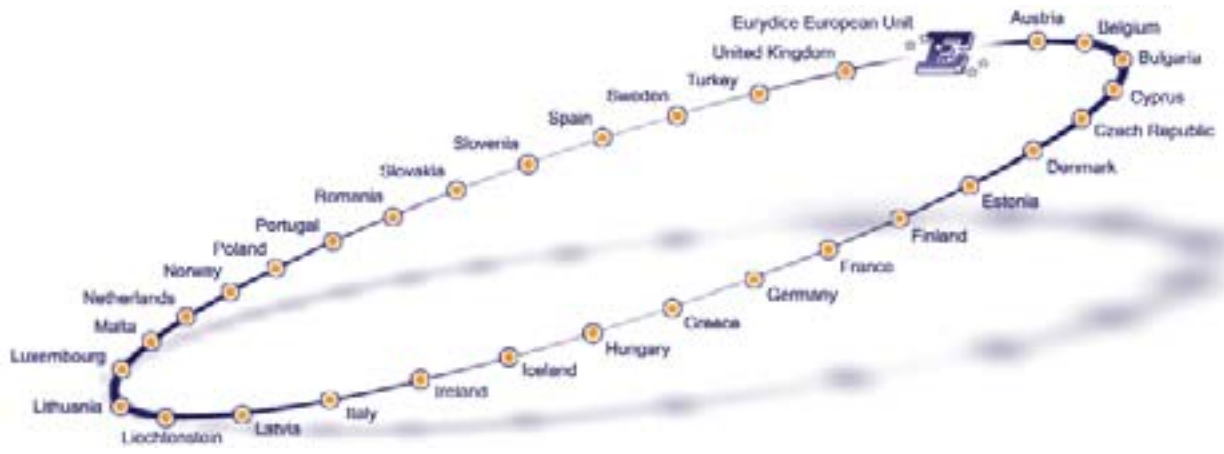 Eurydice European Unit
Austria
Belgium
Bulgaria
Cyprus
Czech Republic
Denmark
Estonia
Finland
France
Germany
Greece
Hungary
Iceland
Ireland
Italy
Latvia
Liechtenstein
Lithuania
Luxembourg
Malta
Netherlands
Norway
Poland
Portugal
Romania
Slovakia
Slovenia
Spain
Sweden
Turkey
United Kingdom